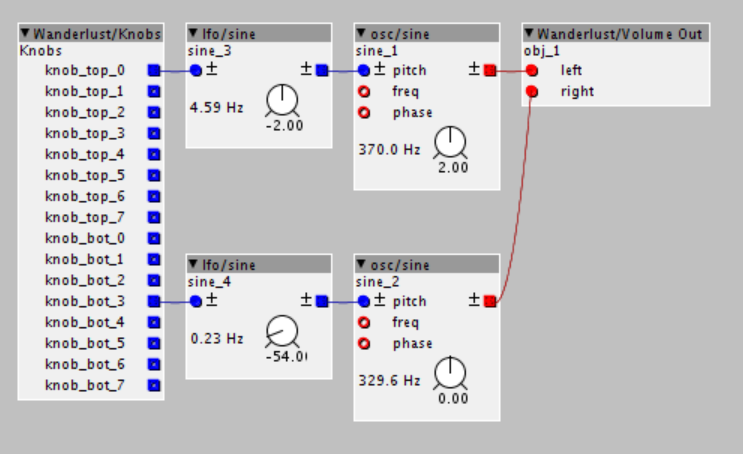 Wanderlust/Knobs
Knobs
knob_top_0
knob_top_1
knob_top_2
knob_top_3
knob_top_4
knob_top_5
knob_top_6
knob_top_7
knob_bot_0
knob_bot_1
knob_bot_2
knob_bot_3
knob_bot_4
knob_bot_5
knob_bot_6
knob_bot_7
lfo/sine
sine_3
±
±
4.59 Hz
-2.00
osc/sine
sine_1
± pitch ±
freq
phase
370.0 Hz
2.00
Wanderlust/Volume Out
obj_1
left
right
lfo/sine
sine_4
±
±
0.23 Hz
-54.0
osc/sine
sine_2
± pitch ±
freq
phase
329.6 Hz
0.00